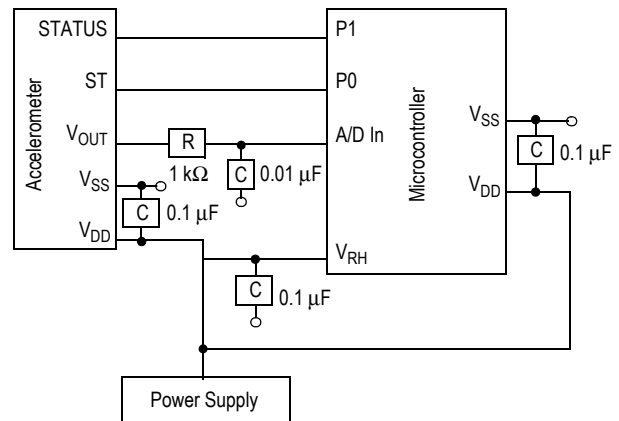 STATUS
ST
V_OUT
V_SS
V_DD
Accelerometer
R
1 kΩ
C
0.01 µF
C
0.1 µF
P1
P0
A/D In
V_RH
Microcontroller
V_SS
V_DD
C
0.1 µF
C
0.1 µF
Power Supply